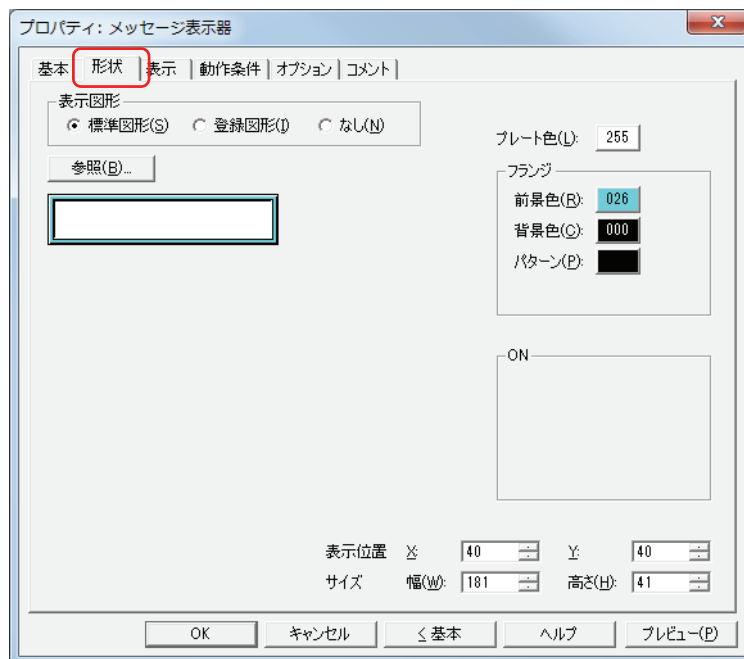 プロパティ: メッセージ表示器
x
基本 形状 表示 動作条件 オプション コメント
表示図形
標準図形(S) 登録図形(I) なし(N)
プレート色(L): 255
参照(B)...
フランジ
前景色(R): 026
背景色(C): 000
パターン(P):
ON
表示位置 X: 40 Y: 40
サイズ 幅(W): 181 高さ(H): 41
OK キャンセル < 基本 ヘルプ プレビュー(P)